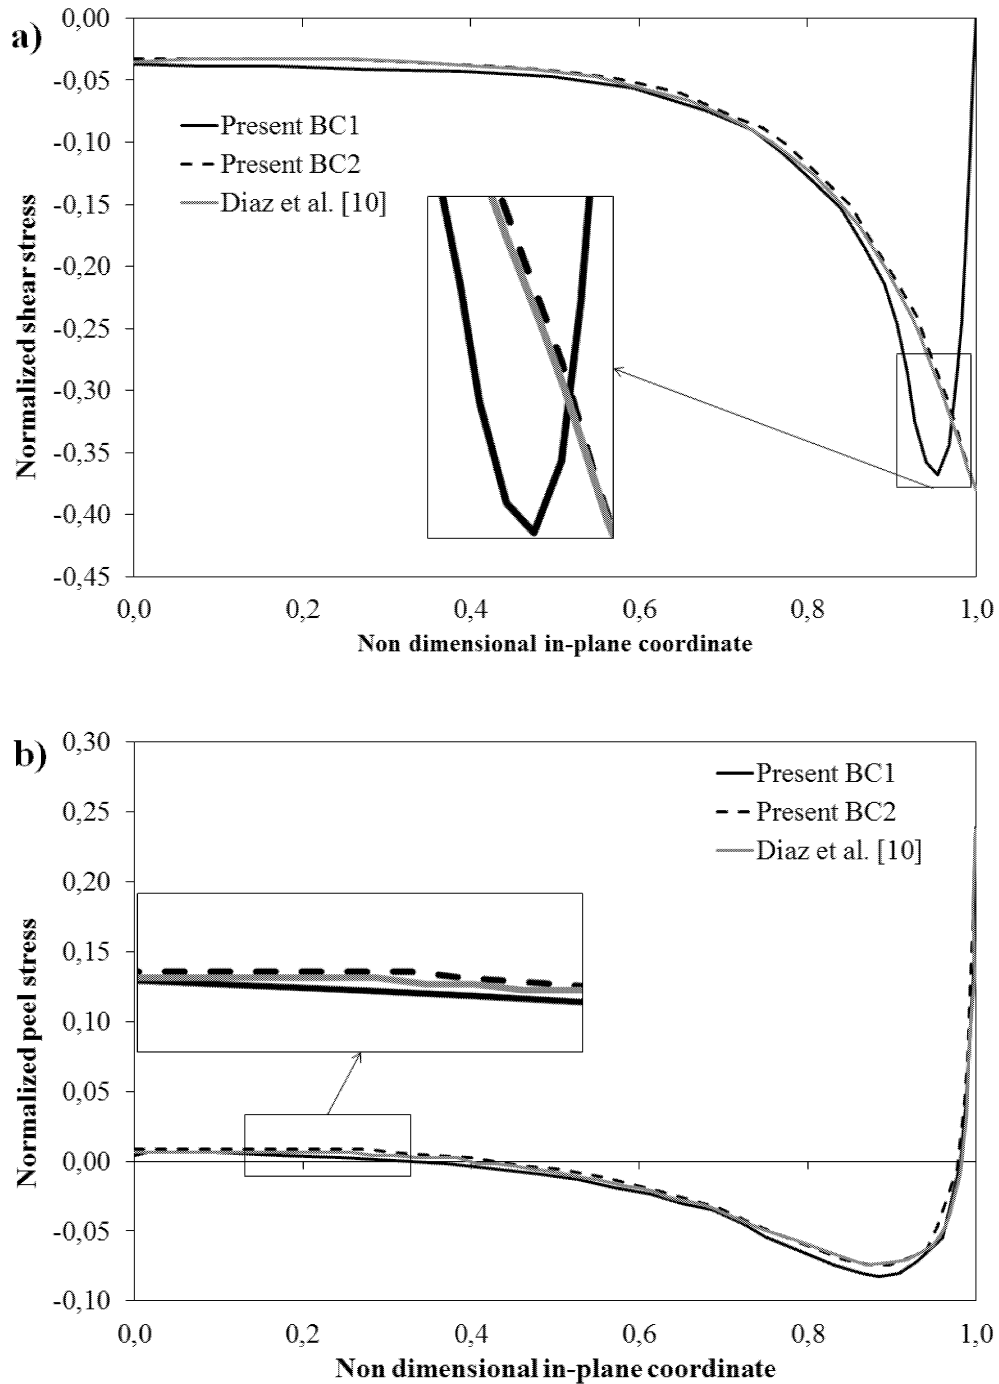 a)
0,00
-0,05
-0,10
-0,15
-0,20
-0,25
-0,30
-0,35
-0,40
-0,45
Normalized shear stress
Present BC1
Present BC2
Diaz et al. [10]
0,0 0,2 0,4 0,6 0,8 1,0
Non dimensional in-plane coordinate
b)
0,30
0,25
0,20
0,15
0,10
0,05
0,00
-0,05
-0,10
Normalized peel stress
Present BC1
Present BC2
Diaz et al. [10]
0,0 0,2 0,4 0,6 0,8 1,0
Non dimensional in-plane coordinate